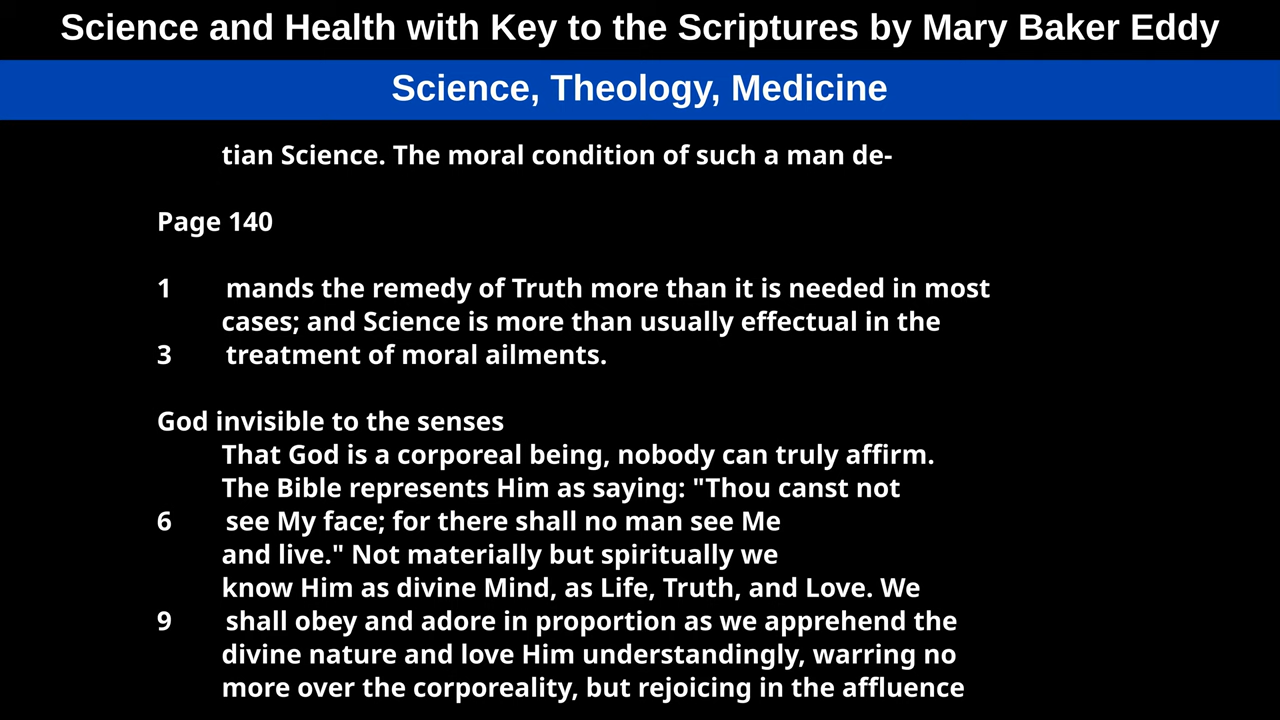 Science and Health with Key to the Scriptures by Mary Baker Eddy
Science, Theology, Medicine
tian Science. The moral condition of such a man de-
Page 140
1 mands the remedy of Truth more than it is needed in most
cases; and Science is more than usually effectual in the
3 treatment of moral ailments.
God invisible to the senses
That God is a corporeal being, nobody can truly affirm.
The Bible represents Him as saying: "Thou canst not
6 see My face; for there shall no man see Me
and live." Not materially but spiritually we
know Him as divine Mind, as Life, Truth, and Love. We
9 shall obey and adore in proportion as we apprehend the
divine nature and love Him understandingly, warring no
more over the corporeality, but rejoicing in the affluence